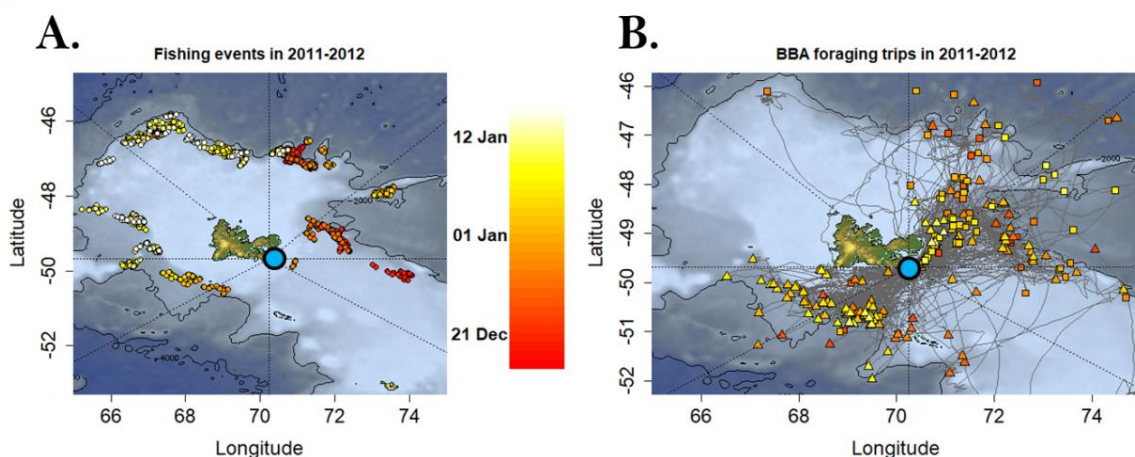 A.
Fishing events in 2011-2012
-46
-48
-50
-52
Latitude
66
68
70
72
74
Longitude
-2000
-4000
12 Jan
01 Jan
21 Dec
B.
BBA foraging trips in 2011-2012
-46
-47
-48
-49
-50
-51
-52
Latitude
66
68
70
72
74
Longitude
-2000
-4000